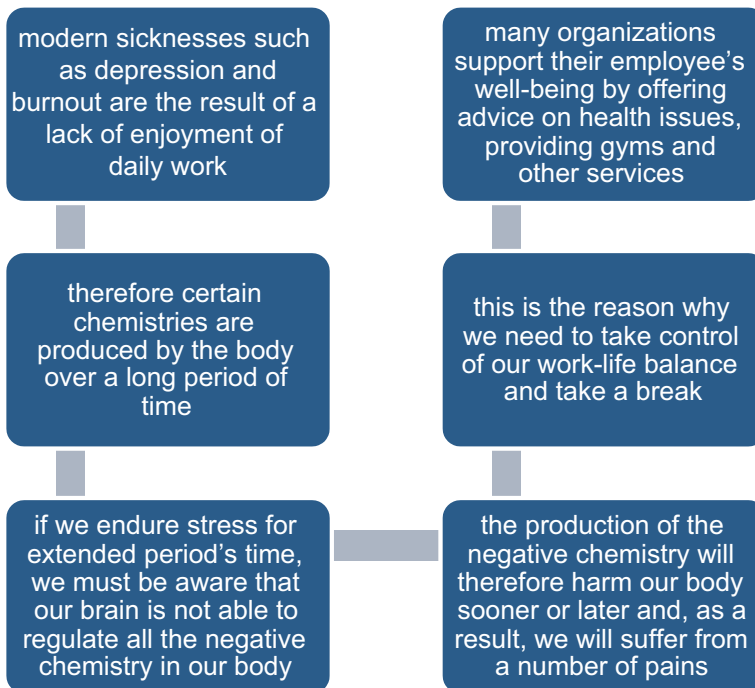 modern sicknesses such
as depression and
burnout are the result of a
lack of enjoyment of
daily work
therefore certain
chemistries are
produced by the body
over a long period of
time
if we endure stress for
extended period's time,
we must be aware that
our brain is not able to
regulate all the negative
chemistry in our body
the production of the
negative chemistry will
therefore harm our body
sooner or later and, as a
result, we will suffer from
a number of pains
this is the reason why
we need to take control
of our work-life balance
and take a break
many organizations
support their employee's
well-being by offering
advice on health issues,
providing gyms and
other services